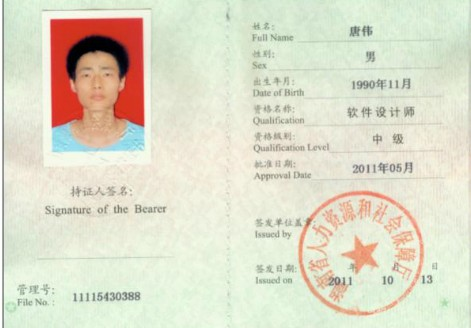 持证人签名:
Signature of the Bearer
管理号:
File No. : 11115430388
姓名: 唐伟
Full Name
性别: 男
Sex
出生年月: 1990年11月
Date of Birth
资格名称: 软件设计师
Qualification
资格级别: 中级
Qualification Level
批准日期: 2011年05月
Approval Date
签发单位盖章
Issued by
省人力资源和社会保障厅
签发日期: 年 月 日
Issued on 2011 10 13